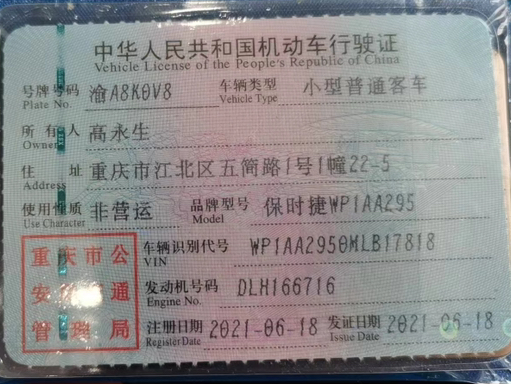 中华人民共和国机动车行驶证
Vehicle License of the People's Republic of China
号牌号码 渝A8K0V8 车辆类型 小型普通客车
Plate No. Vehicle Type
所有人 高永生
Owner
住址 重庆市江北区五简路1号1幢22-5
Address
使用性质 非营运 品牌型号 保时捷WP1AA295
Use Character Model
重庆市公 车辆识别代号 WP1AA2950MLB17818
VIN
安 通 发动机号码 DLH166716
Engine No.
管理局 注册日期 2021-06-18 发证日期 2021-06-18
Register Date Issue Date